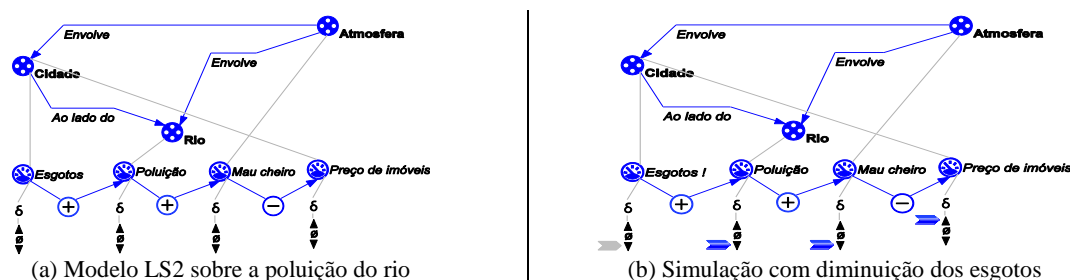 Envolve
Atmosfera
Envolve
Cidade
Ao lado do
Rio
Esgotos
Poluição
Mau cheiro
Preço de imóveis
+
+
−
δ
δ
δ
δ
ø
ø
ø
ø
(a) Modelo LS2 sobre a poluição do rio
Envolve
Atmosfera
Envolve
Cidade
Ao lado do
Rio
Esgotos !
Poluição
Mau cheiro
Preço de imóveis
+
+
−
δ
δ
δ
δ
ø
ø
ø
ø
(b) Simulação com diminuição dos esgotos